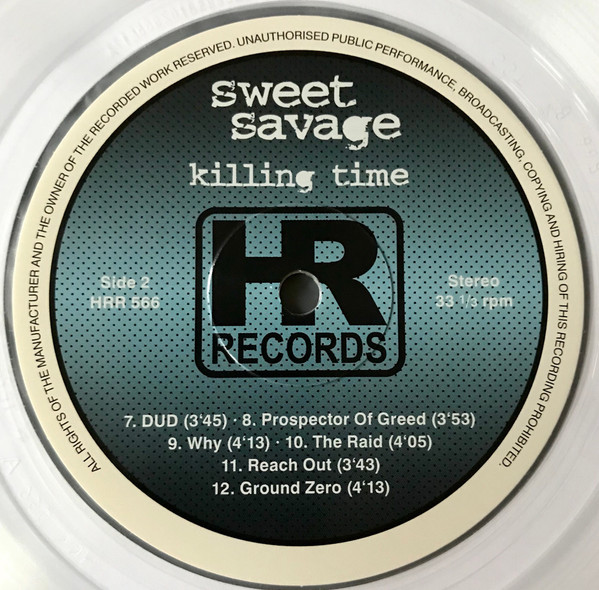 ALL RIGHTS OF THE MANUFACTURER AND THE OWNER OF THE RECORDED WORK RESERVED. UNAUTHORISED PUBLIC PERFORMANCE, BROADCASTING, COPYING AND HIRING OF THIS RECORDING PROHIBITED.
sweet
savage
killing time
HR
RECORDS
Side 2
HRR 566
Stereo
33 1/3 rpm
7. DUD (3‘45) · 8. Prospector Of Greed (3‘53)
9. Why (4‘13) · 10. The Raid (4‘05)
11. Reach Out (3‘43)
12. Ground Zero (4‘13)